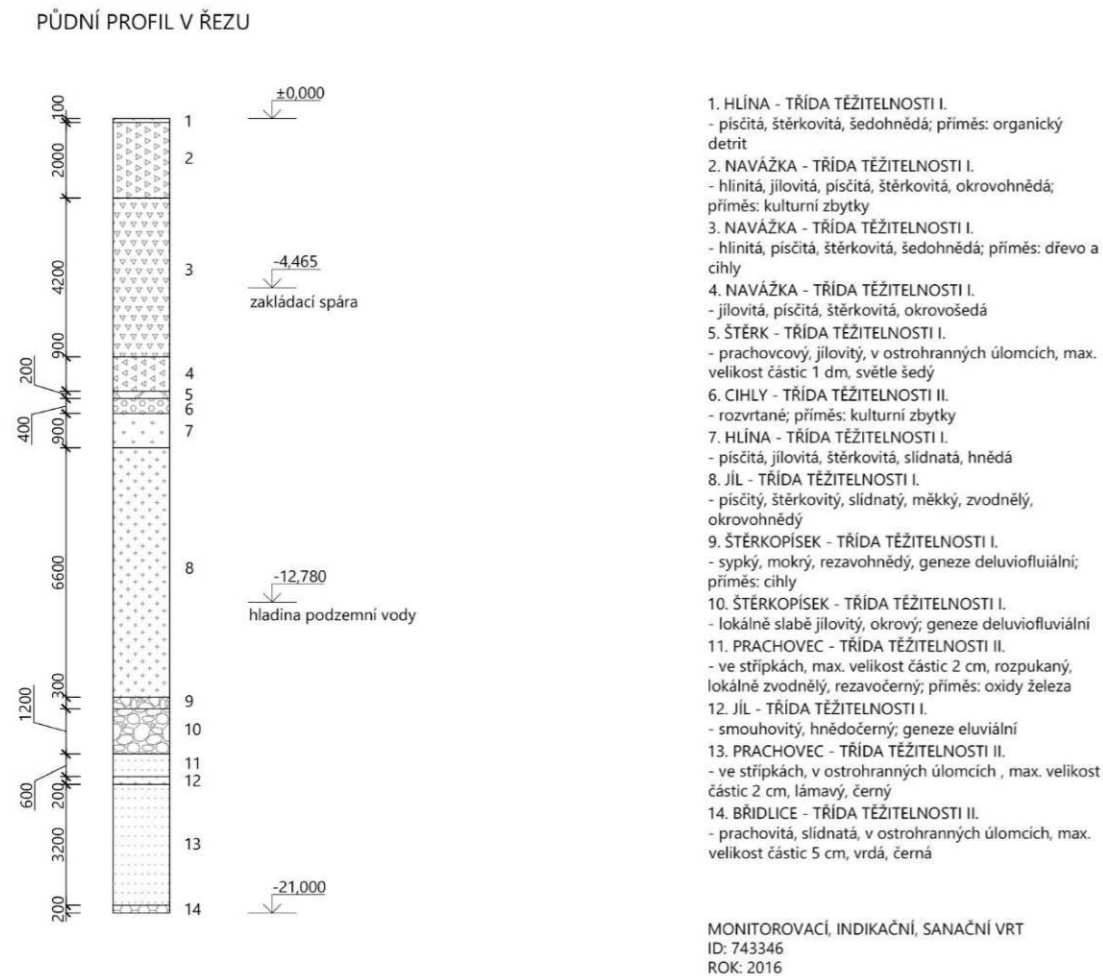 PŮDNÍ PROFIL V ŘEZU
±0,000
-4,465
zakládací spára
-12,780
hladina podzemní vody
-21,000
100
2000
4200
900
200
400
900
6600
300
1200
600
200
3200
200
1
2
3
4
5
6
7
8
9
10
11
12
13
14
1. HLÍNA - TŘÍDA TĚŽITELNOSTI I.
- písčitá, štěrkovitá, šedohnědá; příměs: organický
detrit
2. NAVÁŽKA - TŘÍDA TĚŽITELNOSTI I.
- hlinitá, jílovitá, písčitá, štěrkovitá, okrovohnědá;
příměs: kulturní zbytky
3. NAVÁŽKA - TŘÍDA TĚŽITELNOSTI I.
- hlinitá, písčitá, štěrkovitá, šedohnědá; příměs: dřevo a
cihly
4. NAVÁŽKA - TŘÍDA TĚŽITELNOSTI I.
- jílovitá, písčitá, štěrkovitá, okrovošedá
5. ŠTĚRK - TŘÍDA TĚŽITELNOSTI I.
- prachovcový, jílovitý, v ostrohranných úlomcích, max.
velikost částic 1 dm, světle šedý
6. CIHLY - TŘÍDA TĚŽITELNOSTI II.
- rozvrtané; příměs: kulturní zbytky
7. HLÍNA - TŘÍDA TĚŽITELNOSTI I.
- písčitá, jílovitá, štěrkovitá, slídnatá, hnědá
8. JÍL - TŘÍDA TĚŽITELNOSTI I.
- písčitý, štěrkovitý, slídnatý, měkký, zvodnělý,
okrovohnědý
9. ŠTĚRKOPÍSEK - TŘÍDA TĚŽITELNOSTI I.
- sypký, mokrý, rezavohnědý, geneze deluviofluiální;
příměs: cihly
10. ŠTĚRKOPÍSEK - TŘÍDA TĚŽITELNOSTI I.
- lokálně slabě jílovitý, okrový; geneze deluviofluviální
11. PRACHOVEC - TŘÍDA TĚŽITELNOSTI II.
- ve střípkách, max. velikost částic 2 cm, rozpukaný,
lokálně zvodnělý, rezavočerný; příměs: oxidy železa
12. JÍL - TŘÍDA TĚŽITELNOSTI I.
- smouhovitý, hnědočerný; geneze eluviální
13. PRACHOVEC - TŘÍDA TĚŽITELNOSTI II.
- ve střípkách, v ostrohranných úlomcích , max. velikost
částic 2 cm, lámavý, černý
14. BŘIDLICE - TŘÍDA TĚŽITELNOSTI II.
- prachovitá, slídnatá, v ostrohranných úlomcích, max.
velikost částic 5 cm, vrdá, černá
MONITOROVACÍ, INDIKAČNÍ, SANAČNÍ VRT
ID: 743346
ROK: 2016